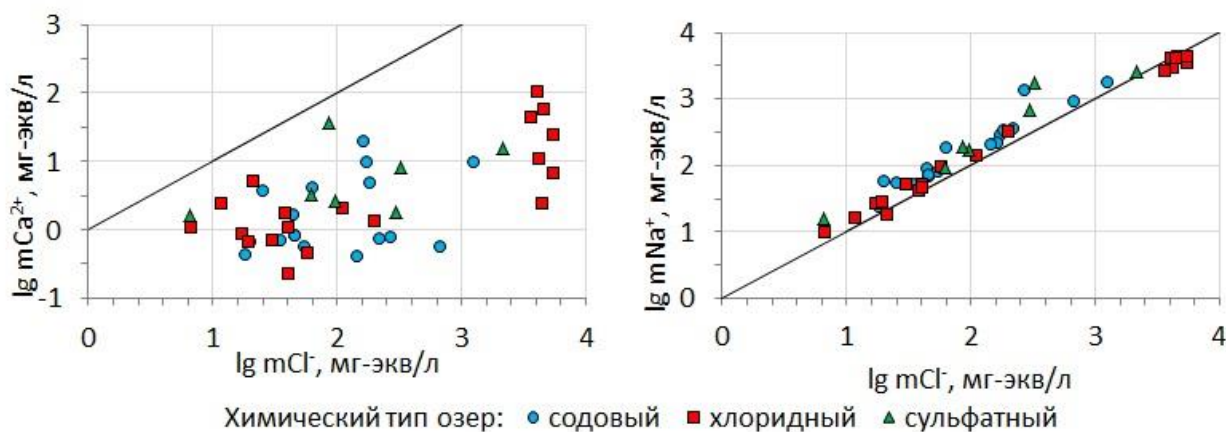 lg mCa²⁺, мг-экв/л
3
2
1
0
-1
0 1 2 3 4
lg mCl⁻, мг-экв/л
lg mNa⁺, мг-экв/л
4
3
2
1
0
0 1 2 3 4
lg mCl⁻, мг-экв/л
Химический тип озер: содовый хлоридный сульфатный